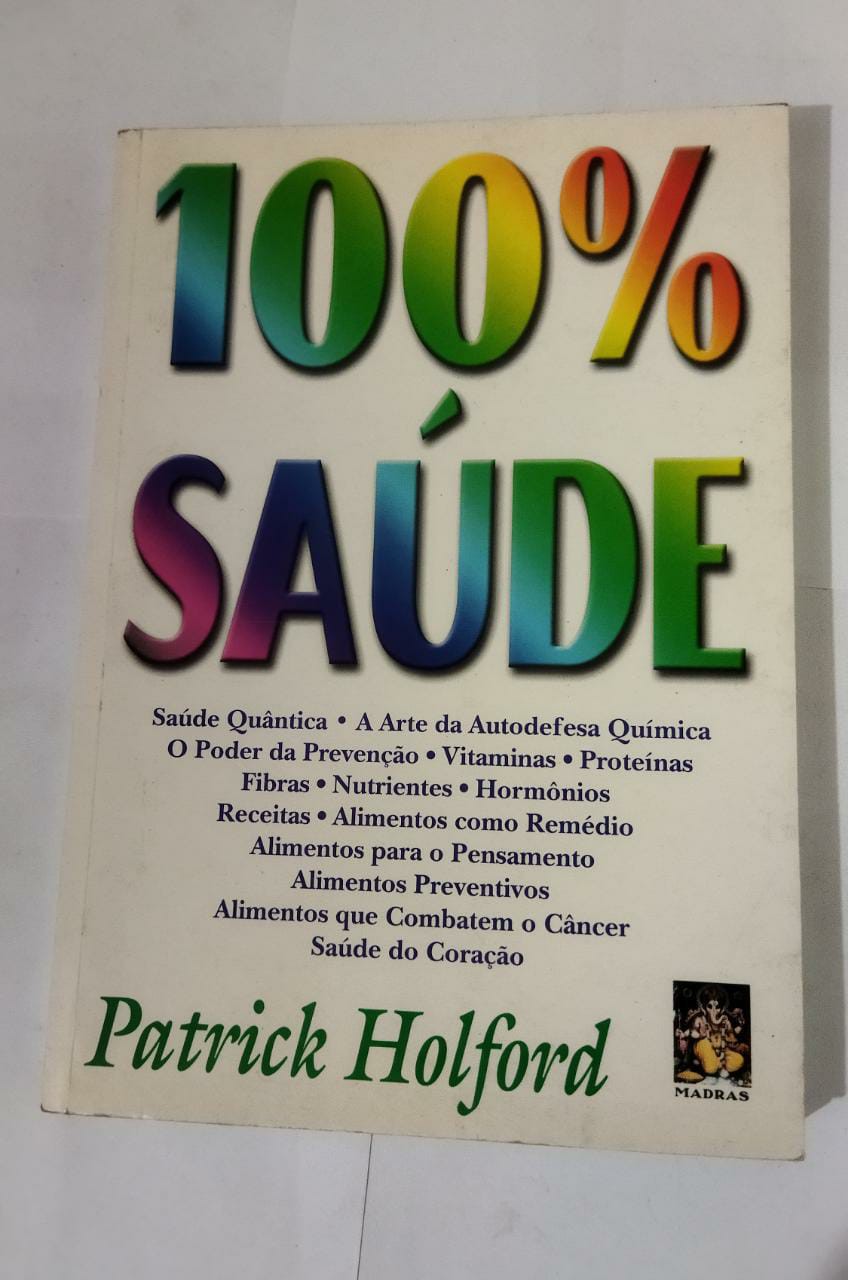 100%
SAÚDE
Saúde Quântica • A Arte da Autodefesa Química
O Poder da Prevenção • Vitaminas • Proteínas
Fibras • Nutrientes • Hormônios
Receitas • Alimentos como Remédio
Alimentos para o Pensamento
Alimentos Preventivos
Alimentos que Combatem o Câncer
Saúde do Coração
Patrick Holford
MADRAS